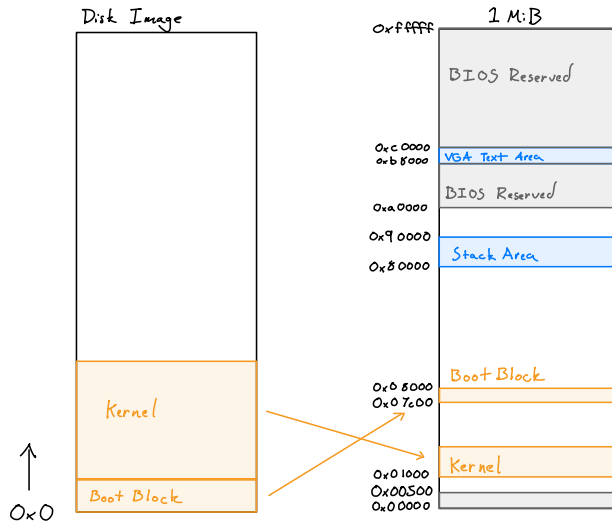 Disk Image
Kernel
Boot Block
0x0
1 MiB
0xfffff
BIOS Reserved
0xc0000
VGA Text Area
0xb8000
BIOS Reserved
0xa0000
0x90000
Stack Area
0x80000
Boot Block
0x08000
0x07c00
Kernel
0x01000
0x00500
0x00000